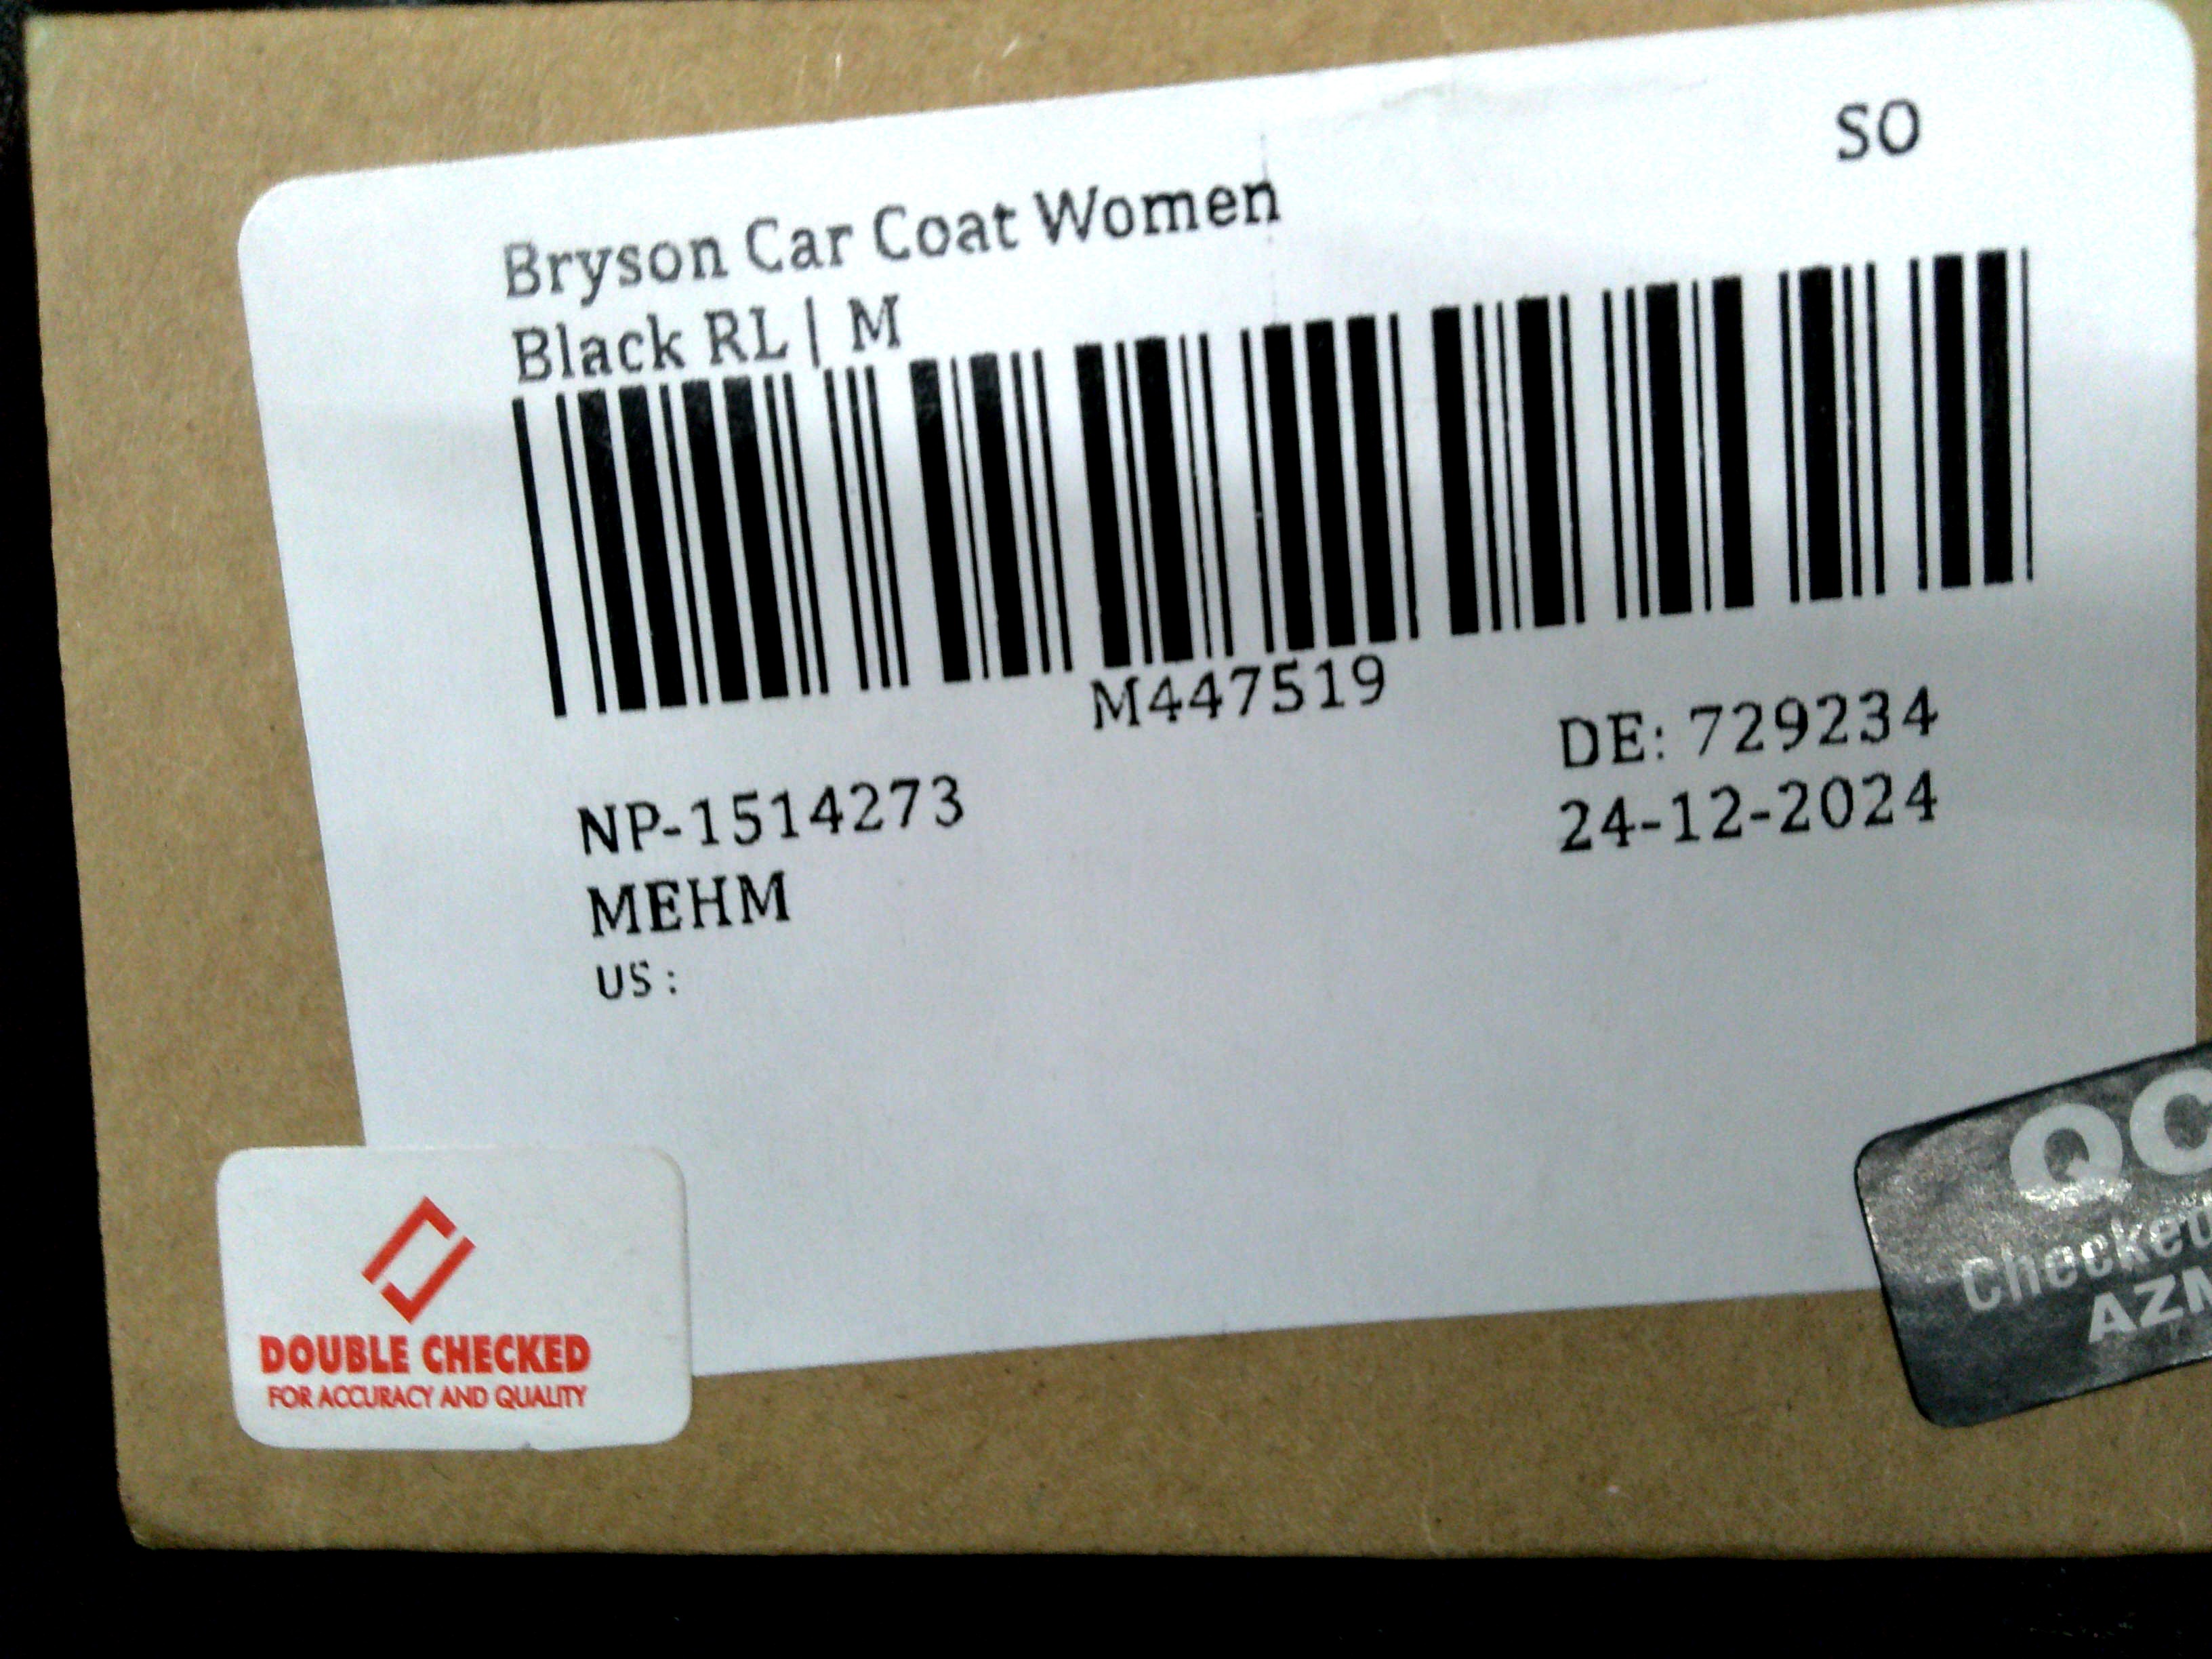 SO
Bryson Car Coat Women
Black RL | M
M447519
DE: 729234
NP-1514273
24-12-2024
MEHM
US :
QC
Checked
DOUBLE CHECKED
FOR ACCURACY AND QUALITY